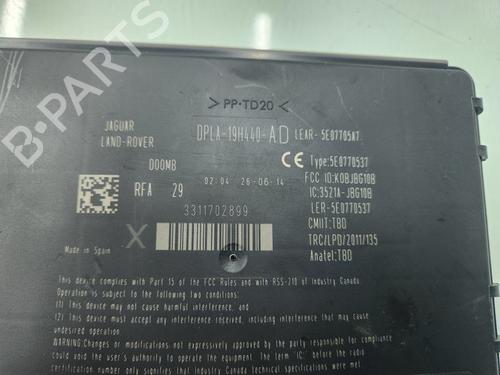 >PP-TD20<
JAGUAR
LAND-ROVER
DPLA-19H440-AD
LEAR-5E07705A7
000MB
Type:5E0770537
RFA 29
02:04 26-06-14
FCC ID:KOBJBG10B
IC:3521A-JBG10B
3311702899
LER-5E0770537
CMIIT:TBD
X
TRC/LPD/2011/135
Made in Spain
Anatel:TBD
This device complies with Part 15 of the FCC Rules and with RSS-210 of Industry Canada.
Operation is subject to the following two conditions:
(1) This device may not cause harmful interference, and
(2) This device must accept any interference received, including interference that may cause
undesired operation.
WARNING:Changes or modifications not expressively approved by the party responsible
could void the user's authority to operate the equipment. The term "IC:" before the radio
certification number only signifies that Industry Canada technical specifications were met.
B-PARTS